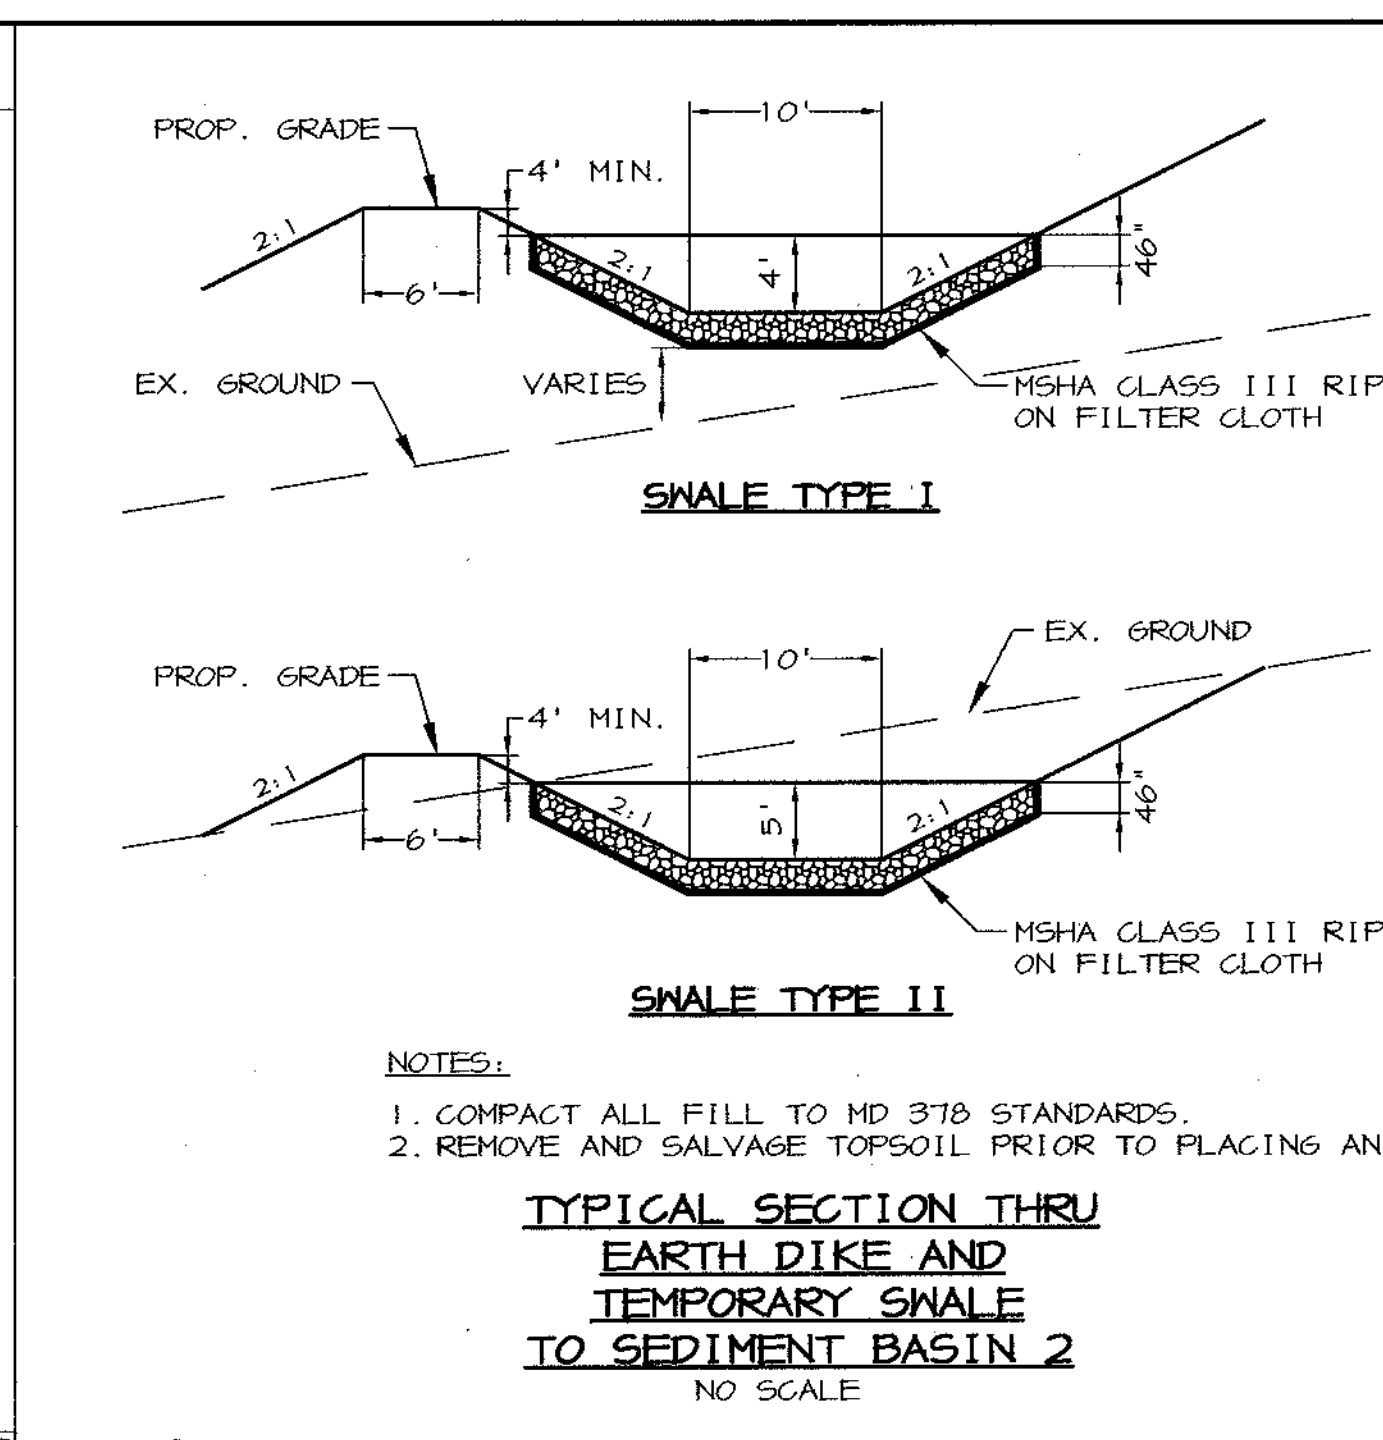 10'
PROP. GRADE
4' MIN.
2:1
6'
2:1
4'
2:1
46"
EX. GROUND
VARIES
MSHA CLASS III RIP
ON FILTER CLOTH
SWALE TYPE I
EX. GROUND
10'
PROP. GRADE
4' MIN.
2:1
6'
2:1
5'
2:1
46"
MSHA CLASS III RIP
ON FILTER CLOTH
SWALE TYPE II
NOTES:
1. COMPACT ALL FILL TO MD 378 STANDARDS.
2. REMOVE AND SALVAGE TOPSOIL PRIOR TO PLACING AN
TYPICAL SECTION THRU
EARTH DIKE AND
TEMPORARY SWALE
TO SEDIMENT BASIN 2
NO SCALE